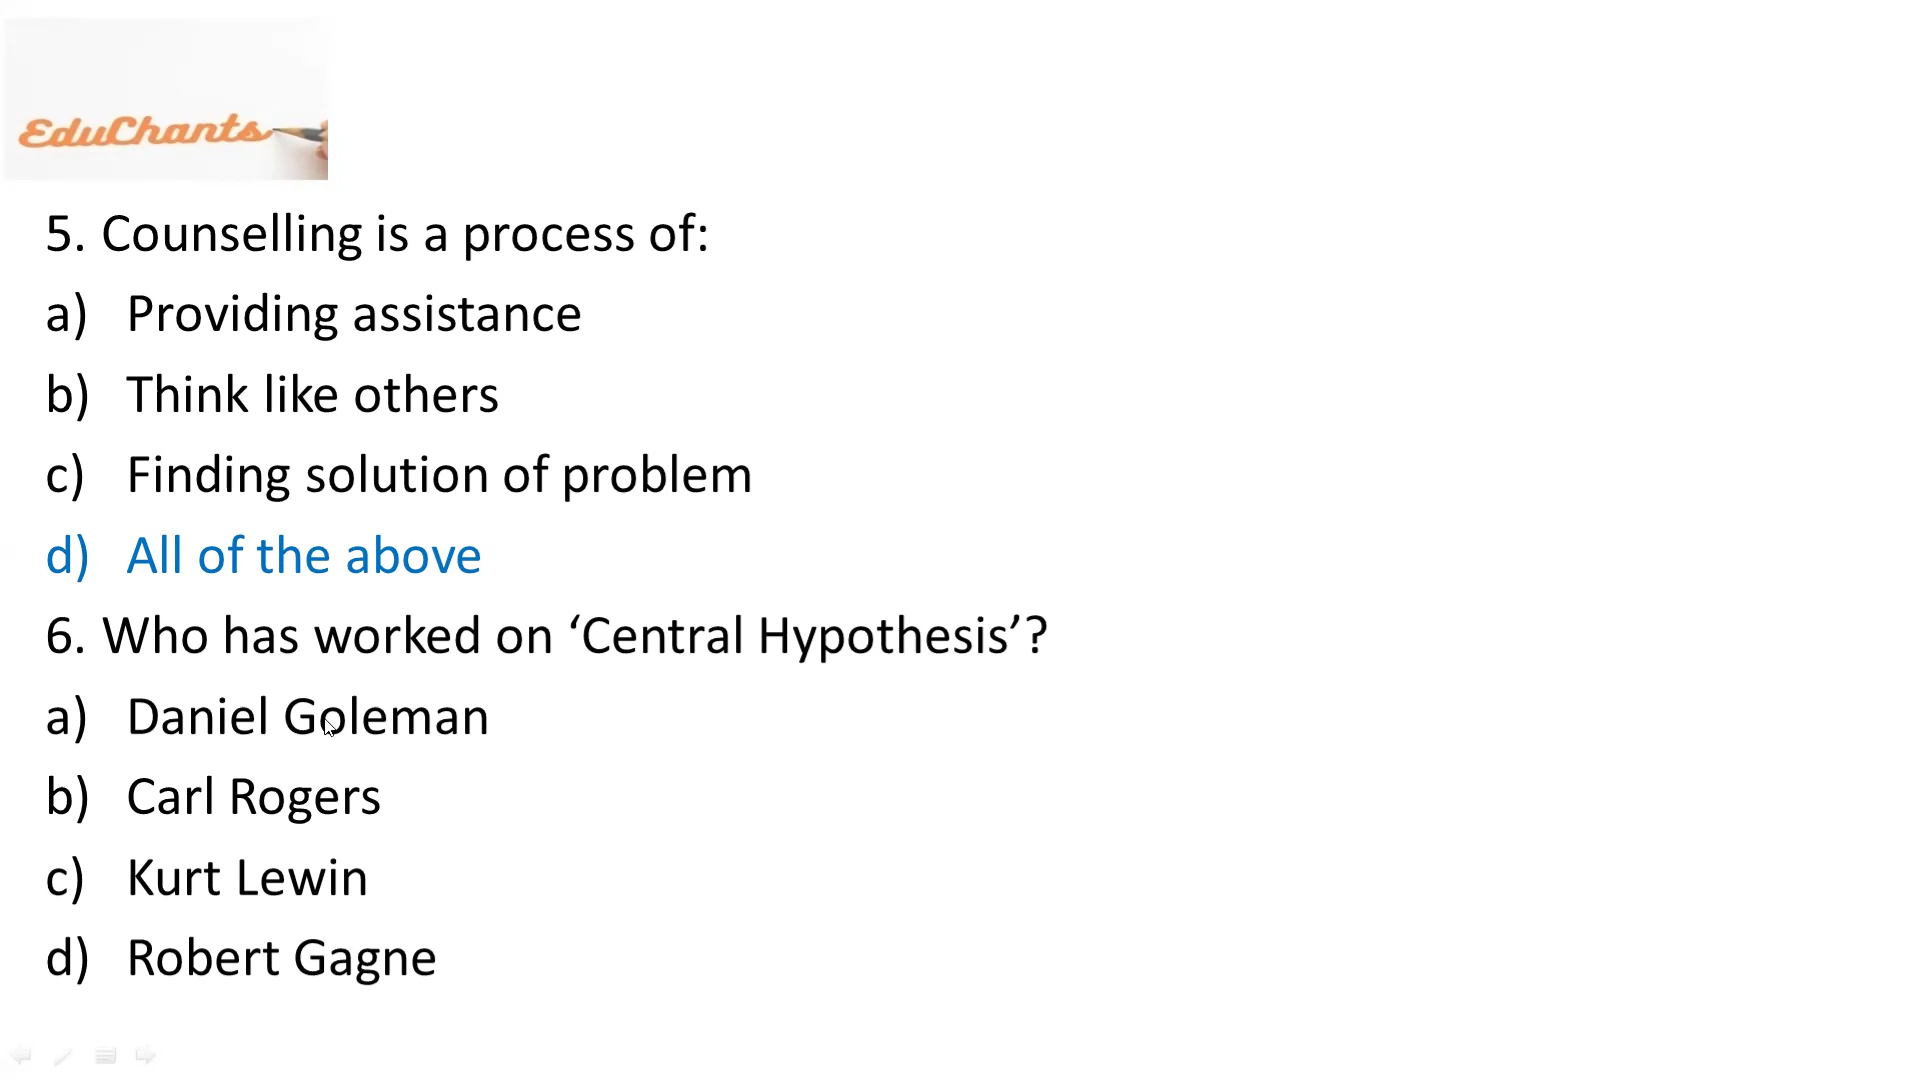 EduChants
5. Counselling is a process of:
a) Providing assistance
b) Think like others
c) Finding solution of problem
d) All of the above
6. Who has worked on ‘Central Hypothesis’?
a) Daniel Goleman
b) Carl Rogers
c) Kurt Lewin
d) Robert Gagne